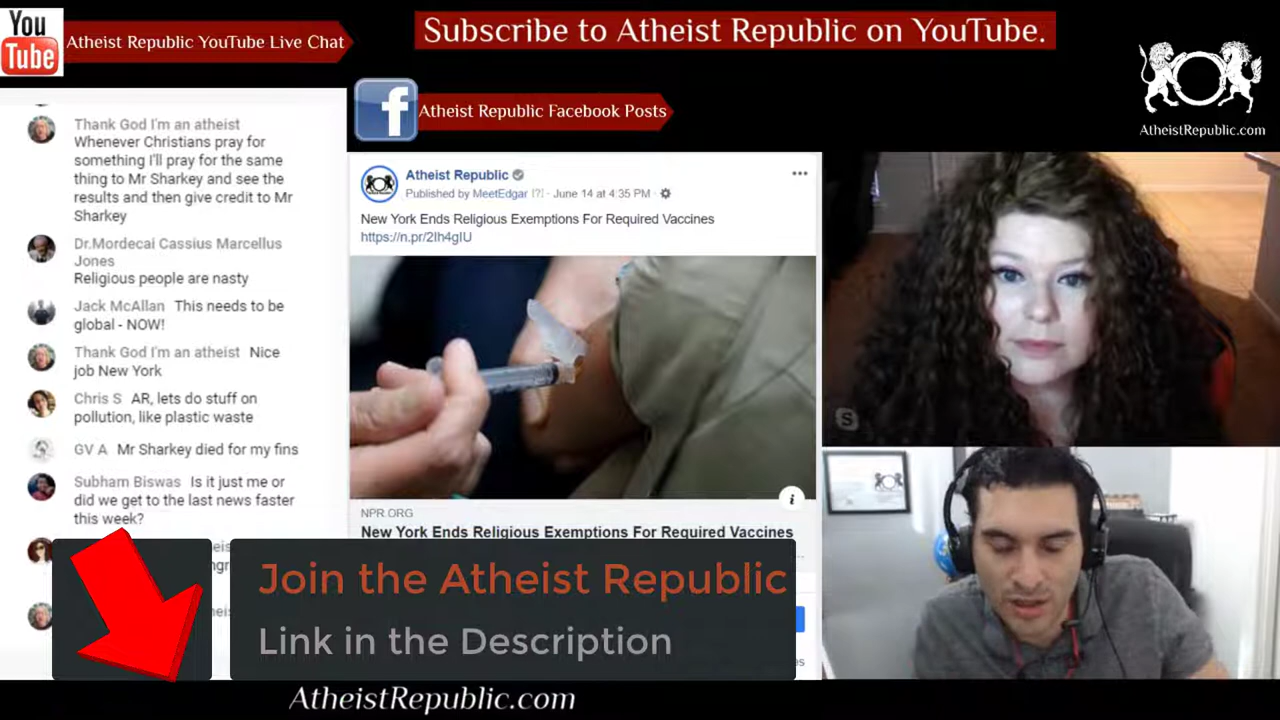 You
Tube
Atheist Republic YouTube Live Chat
Subscribe to Atheist Republic on YouTube.
AtheistRepublic.com
f
Atheist Republic Facebook Posts
Thank God I'm an atheist
Whenever Christians pray for
something I'll pray for the same
thing to Mr Sharkey and see the
results and then give credit to Mr
Sharkey
Dr.Mordecai Cassius Marcellus
Jones
Religious people are nasty
Jack McAllan This needs to be
global - NOW!
Thank God I'm an atheist Nice
job New York
Chris S AR, lets do stuff on
pollution, like plastic waste
GV A Mr Sharkey died for my fins
Subham Biswas Is it just me or
did we get to the last news faster
this week?
Atheist Republic
Published by MeetEdgar [?] · June 14 at 4:35 PM ·
New York Ends Religious Exemptions For Required Vaccines
https://n.pr/2Ih4gIU
i
NPR.ORG
New York Ends Religious Exemptions For Required Vaccines
S
Join the Atheist Republic
Link in the Description
AtheistRepublic.com